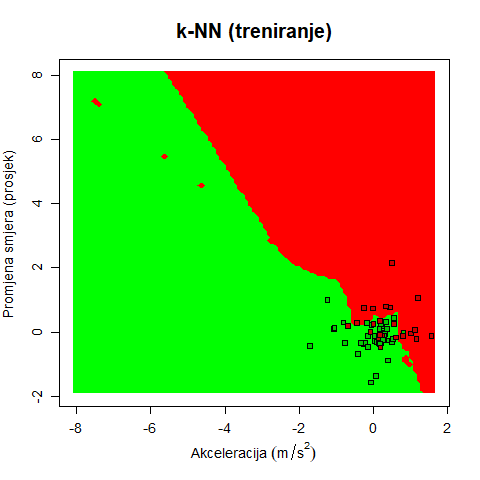 k-NN (treniranje)
Promjena smjera (prosjek)
8
6
4
2
0
-2
-8 -6 -4 -2 0 2
Akceleracija (m/s²)